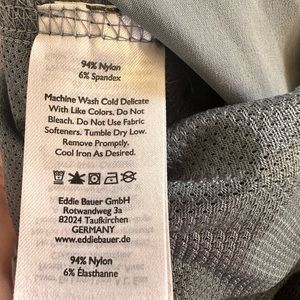 94% Nylon
6% Spandex
Machine Wash Cold Delicate
With Like Colors. Do Not
Bleach. Do Not Use Fabric
Softeners. Tumble Dry Low.
Remove Promptly.
Cool Iron As Desired.
Eddie Bauer GmbH
Rotwandweg 3a
82024 Taufkirchen
GERMANY
www.eddiebauer.de
94% Nylon
6% Élasthanne